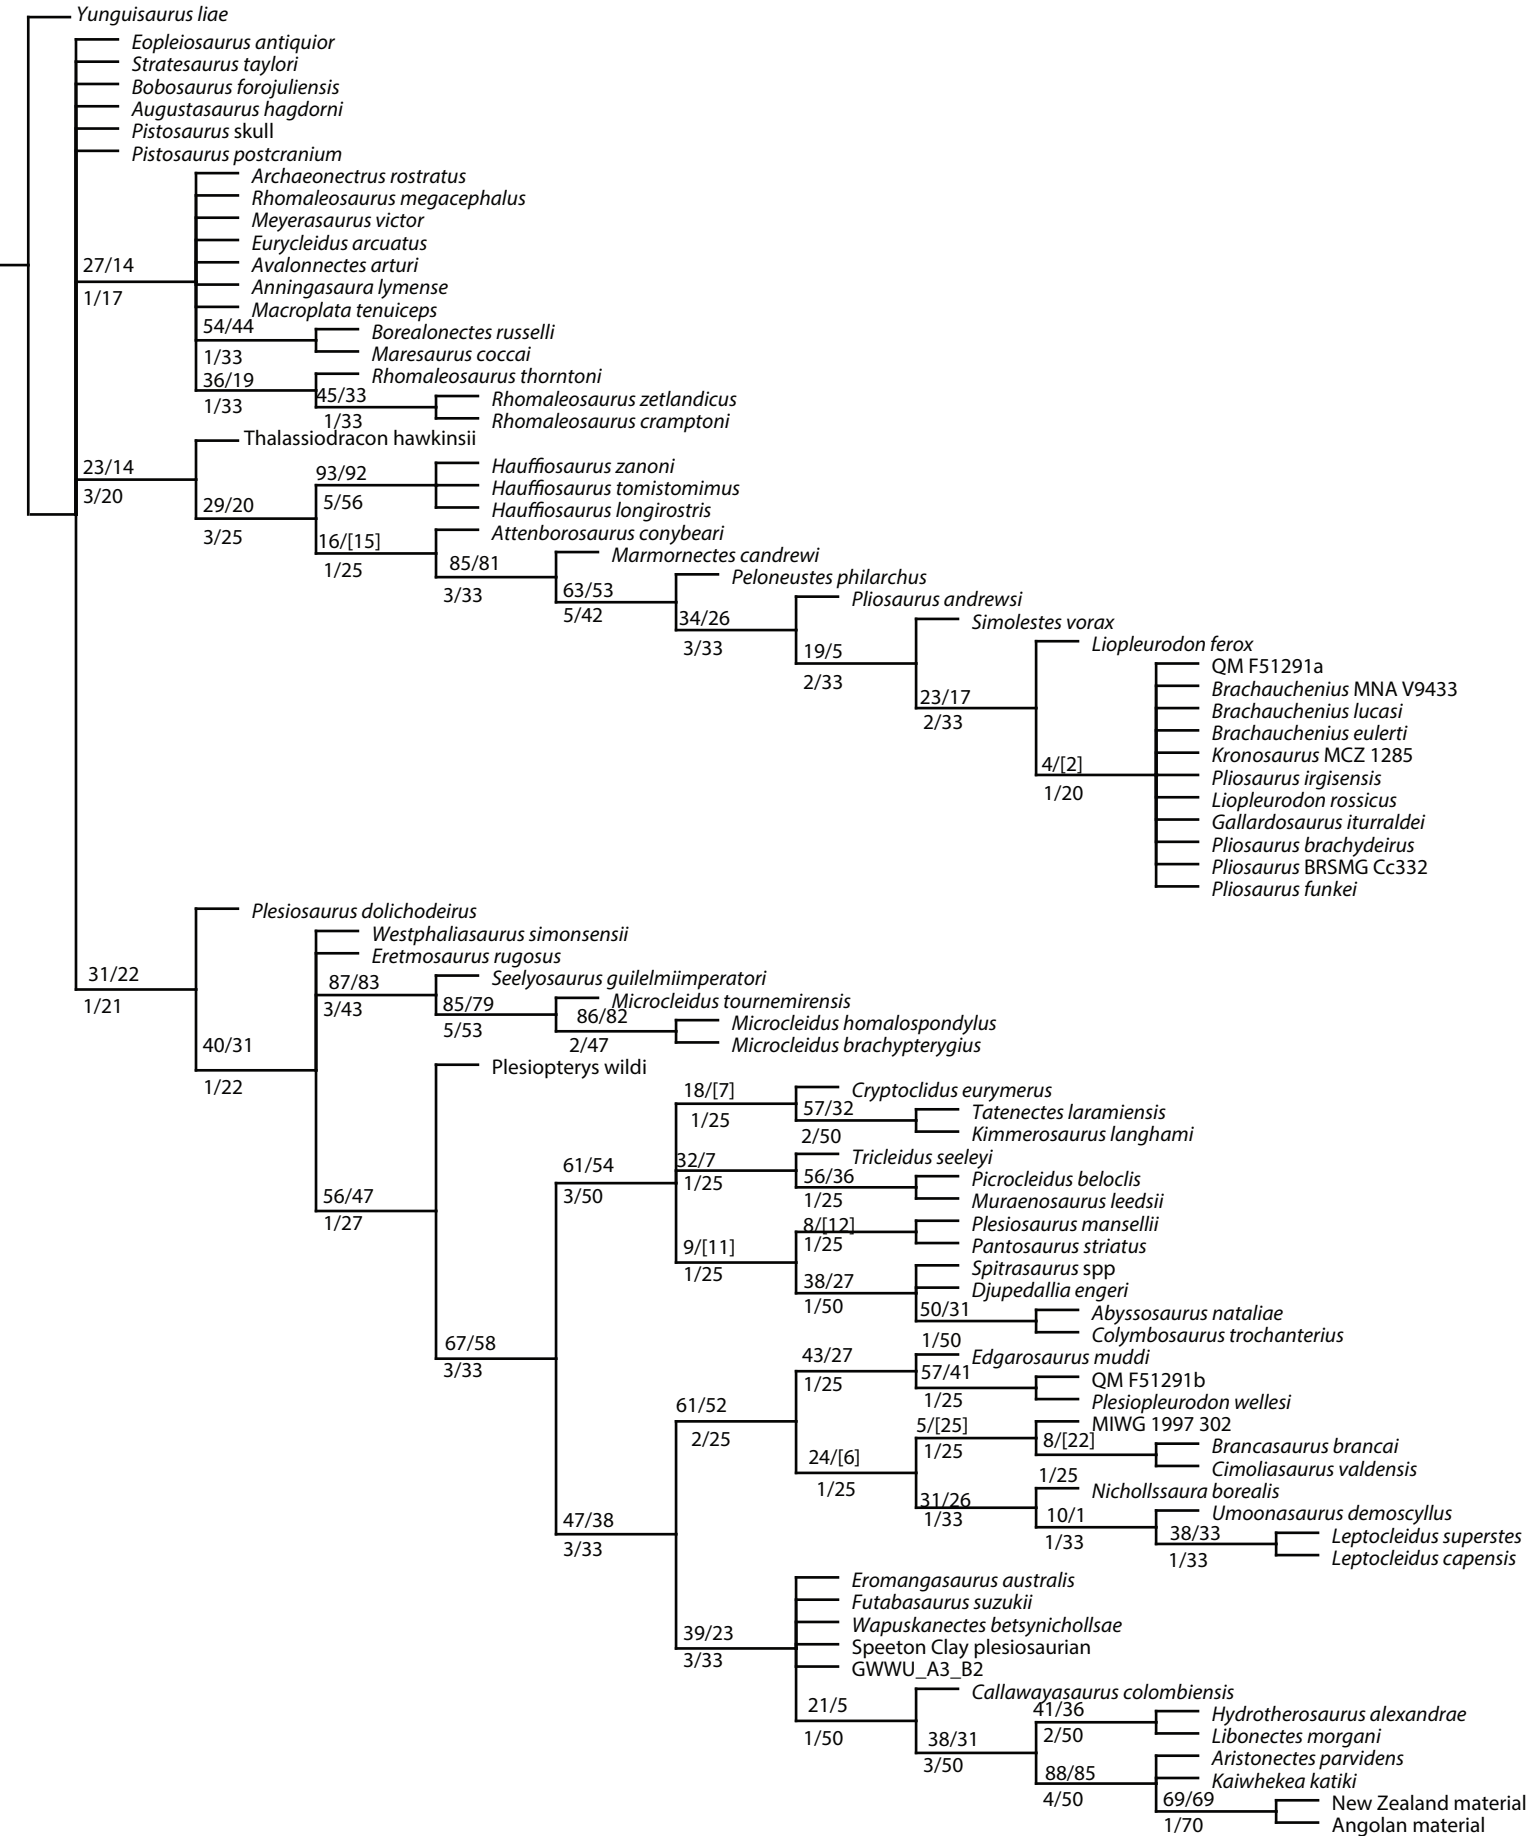 Yunguisaurus liae
Eopleiosaurus antiquior
Stratesaurus taylori
Bobosaurus forojuliensis
Augustasaurus hagdorni
Pistosaurus skull
Pistosaurus postcranium
Archaeonectrus rostratus
Rhomaleosaurus megacephalus
Meyerasaurus victor
Eurycleidus arcuatus
27/14
Avalonnectes arturi
1/17
Anningasaura lymense
Macroplata tenuiceps
54/44
Borealonectes russelli
1/33
Maresaurus coccai
36/19
Rhomaleosaurus thorntoni
1/33
45/33
Rhomaleosaurus zetlandicus
1/33
Rhomaleosaurus cramptoni
Thalassiodracon hawkinsii
23/14
3/20
93/92
Hauffiosaurus zanoni
5/56
Hauffiosaurus tomistomimus
29/20
Hauffiosaurus longirostris
3/25
16/[15]
Attenborosaurus conybeari
1/25
85/81
Marmornectes candrewi
3/33
63/53
Peloneustes philarchus
5/42
34/26
Pliosaurus andrewsi
3/33
19/5
Simolestes vorax
2/33
23/17
Liopleurodon ferox
2/33
QM F51291a
Brachauchenius MNA V9433
Brachauchenius lucasi
Brachauchenius eulerti
Kronosaurus MCZ 1285
4/[2]
Pliosaurus irgisensis
1/20
Liopleurodon rossicus
Gallardosaurus iturraldei
Pliosaurus brachydeirus
Pliosaurus BRSMG Cc332
Pliosaurus funkei
Plesiosaurus dolichodeirus
Westphaliasaurus simonsensii
Eretmosaurus rugosus
31/22
1/21
87/83
Seelyosaurus guilelmiimperatori
3/43
85/79
Microcleidus tournemirensis
5/53
86/82
Microcleidus homalospondylus
2/47
Microcleidus brachypterygius
40/31
1/22
Plesiopterys wildi
18/[7]
Cryptoclidus eurymerus
1/25
57/32
Tatenectes laramiensis
2/50
Kimmerosaurus langhami
61/54
3/50
32/7
Tricleidus seeleyi
1/25
56/36
Picrocleidus beloclis
1/25
Muraenosaurus leedsii
56/47
1/27
8/[12]
Plesiosaurus mansellii
1/25
Pantosaurus striatus
9/[11]
1/25
38/27
Spitrasaurus spp
1/50
Djupedallia engeri
50/31
Abyssosaurus nataliae
1/50
Colymbosaurus trochanterius
67/58
3/33
43/27
Edgarosaurus muddi
1/25
57/41
QM F51291b
1/25
Plesiopleurodon wellesi
61/52
2/25
5/[25]
MIWG 1997 302
1/25
8/[22]
Brancasaurus brancai
1/25
Cimoliasaurus valdensis
24/[6]
1/25
31/26
Nichollssaura borealis
1/33
10/1
Umoonasaurus demoscyllus
1/33
38/33
Leptocleidus superstes
1/33
Leptocleidus capensis
47/38
3/33
Eromangasaurus australis
Futabasaurus suzukii
Wapuskanectes betsynichollsae
39/23
Speeton Clay plesiosaurian
3/33
GWWU_A3_B2
21/5
Callawayasaurus colombiensis
1/50
41/36
Hydrotherosaurus alexandrae
38/31
2/50
Libonectes morgani
3/50
Aristonectes parvidens
88/85
Kaiwhekea katiki
4/50
69/69
New Zealand material
1/70
Angolan material